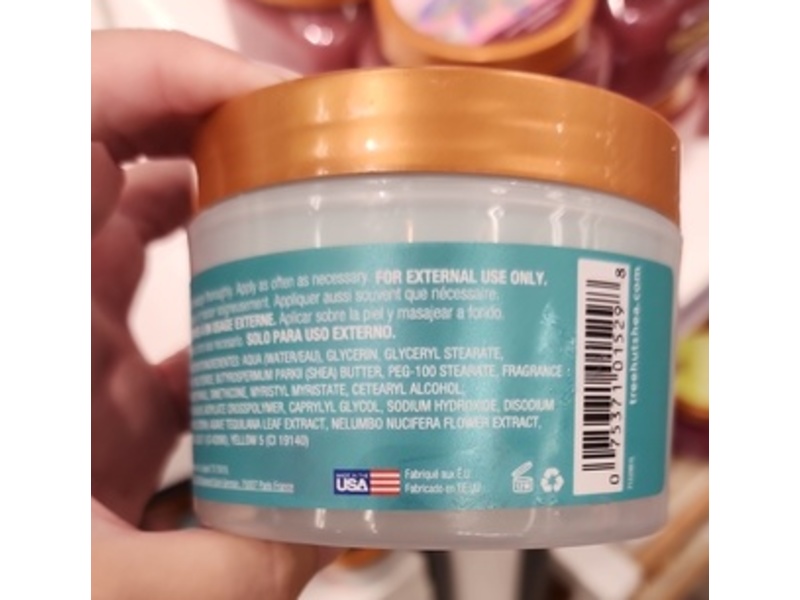 Apply as often as necessary. FOR EXTERNAL USE ONLY.
Appliquer aussi souvent que nécessaire.
USAGE EXTERNE. Aplicar sobre la piel y masajear a fondo
SOLO PARA USO EXTERNO.
AQUA (WATER/EAU), GLYCERIN, GLYCERYL STEARATE,
BUTYROSPERMUM PARKII (SHEA) BUTTER, PEG-100 STEARATE, FRAGRANCE
MYRISTYL MYRISTATE, CETEARYL ALCOHOL,
CROSSPOLYMER, CAPRYLYL GLYCOL, SODIUM HYDROXIDE, DISODIUM
TEQUILANA LEAF EXTRACT, NELUMBO NUCIFERA FLOWER EXTRACT,
YELLOW 5 (CI 19140)
75007 Paris France
MADE IN THE
USA
Fabriqué aux É.U
Fabricado en EE.UU
0 75371 01529 8
treehutshea.com